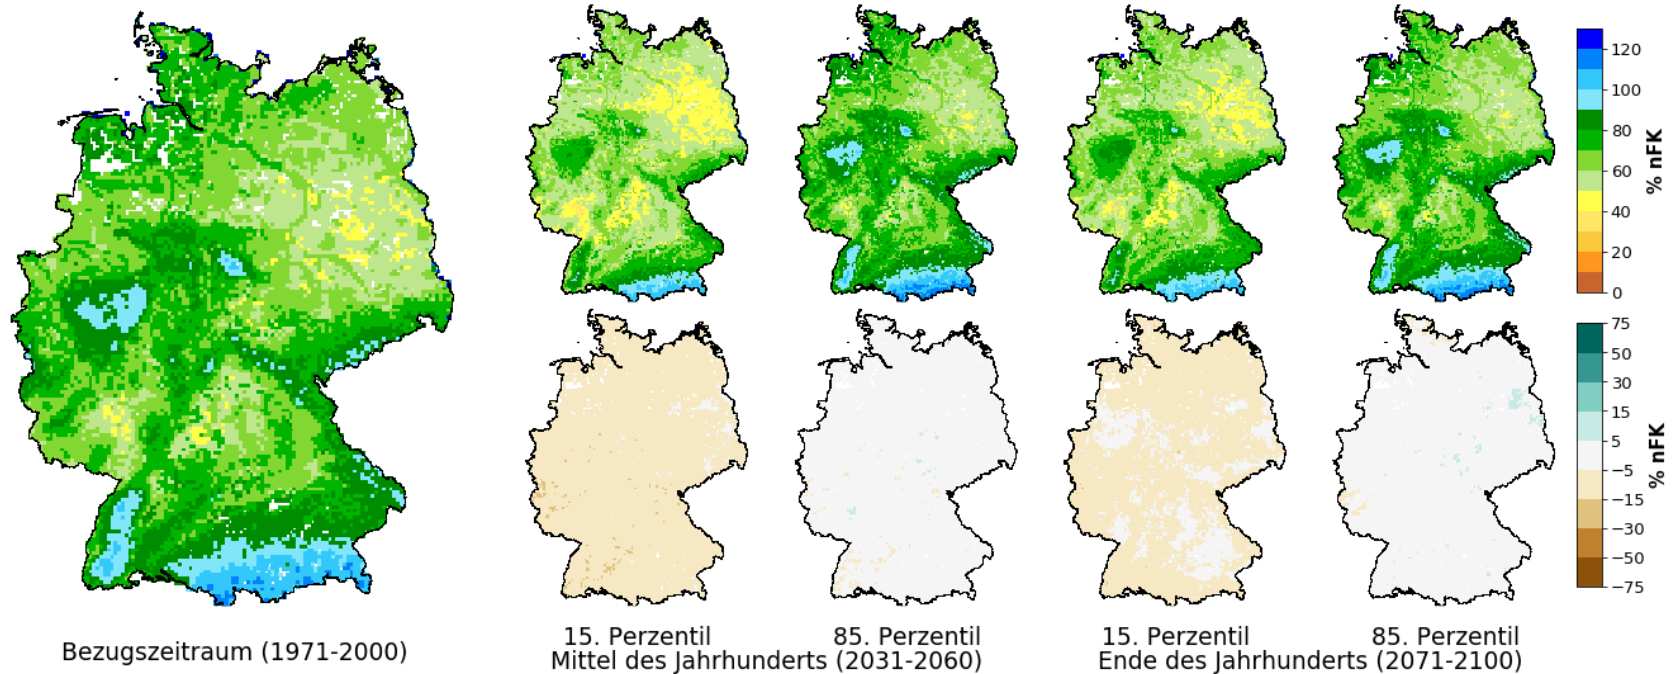 120
100
80
60
40
20
0
% nFK
75
50
30
15
5
−5
−15
−30
−50
−75
% nFK
Bezugszeitraum (1971-2000)
15. Perzentil
85. Perzentil
Mittel des Jahrhunderts (2031-2060)
15. Perzentil
85. Perzentil
Ende des Jahrhunderts (2071-2100)